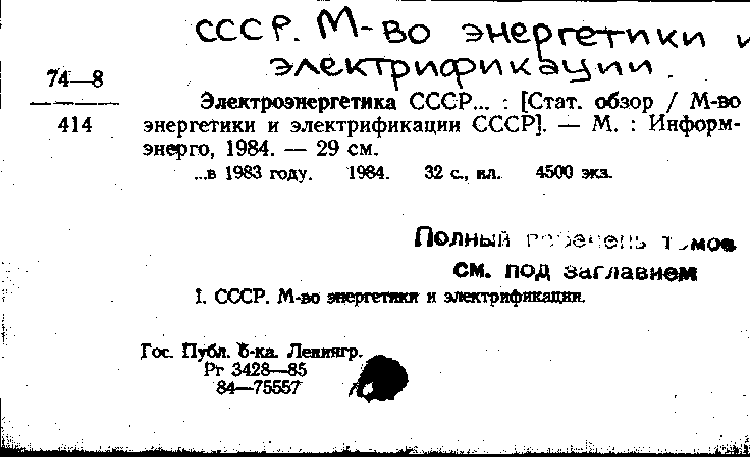 СССР. М-во энергетики и
электрификации.
74—8
414
Электроэнергетика СССР... : [Стат. обзор / М-во
энергетики и электрификации СССР]. — М. : Информ-
энерго, 1984. — 29 см.
...в 1983 году. 1984. 32 с., вкл. 4500 экз.
Полный перечень томов
см. под заглавием
I. СССР. М-во энергетики и электрификации.
Гос. Публ. б-ка. Ленингр.
Рг 3428—85
84—75557